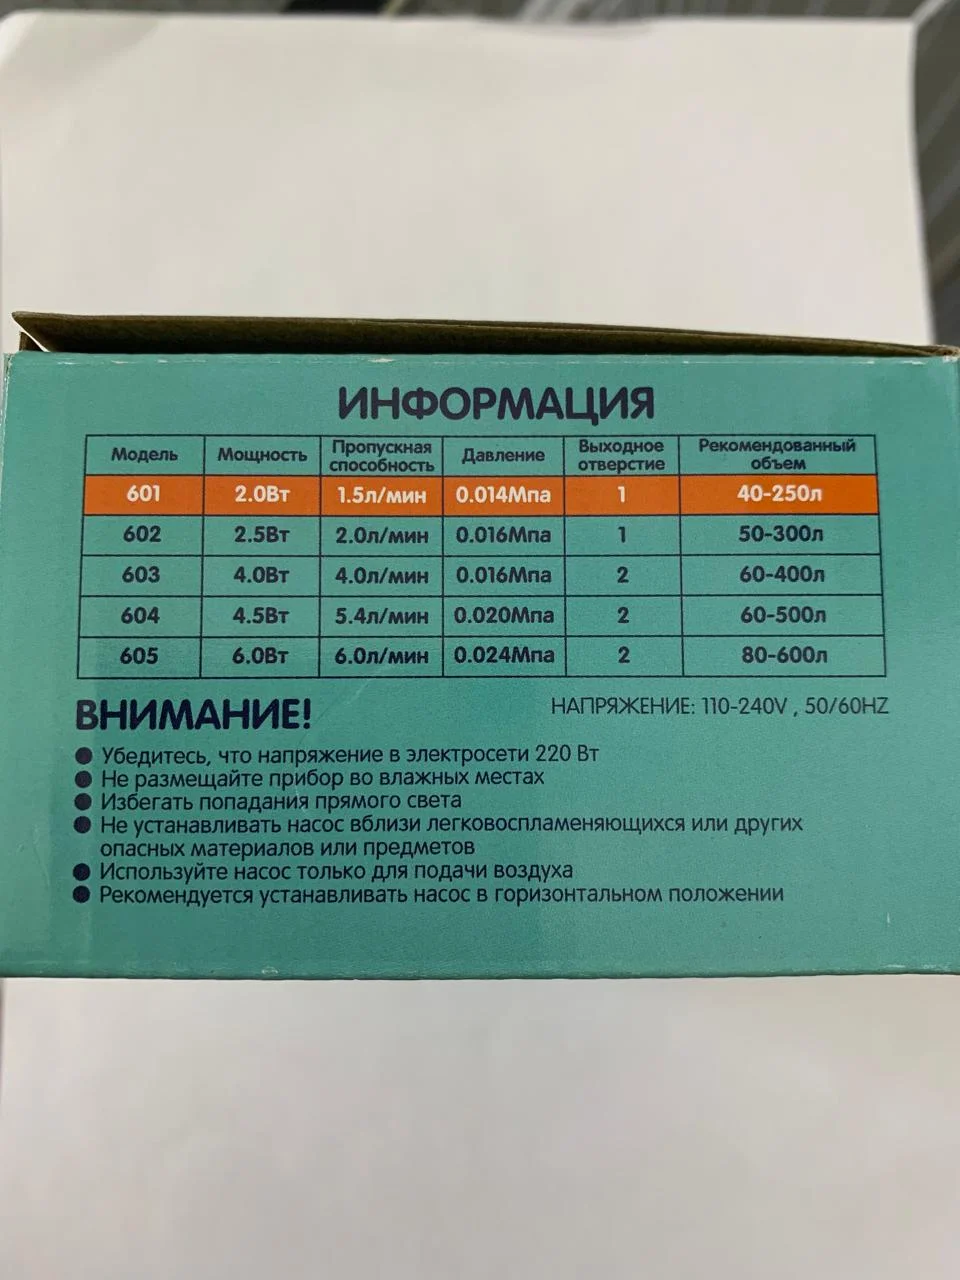 ИНФОРМАЦИЯ
Модель Мощность Пропускная способность Давление Выходное отверстие Рекомендованный объем
601 2.0Вт 1.5л/мин 0.014Мпа 1 40-250л
602 2.5Вт 2.0л/мин 0.016Мпа 1 50-300л
603 4.0Вт 4.0л/мин 0.016Мпа 2 60-400л
604 4.5Вт 5.4л/мин 0.020Мпа 2 60-500л
605 6.0Вт 6.0л/мин 0.024Мпа 2 80-600л
ВНИМАНИЕ! НАПРЯЖЕНИЕ: 110-240V , 50/60HZ
● Убедитесь, что напряжение в электросети 220 Вт
● Не размещайте прибор во влажных местах
● Избегать попадания прямого света
● Не устанавливать насос вблизи легковоспламеняющихся или других
опасных материалов или предметов
● Используйте насос только для подачи воздуха
● Рекомендуется устанавливать насос в горизонтальном положении